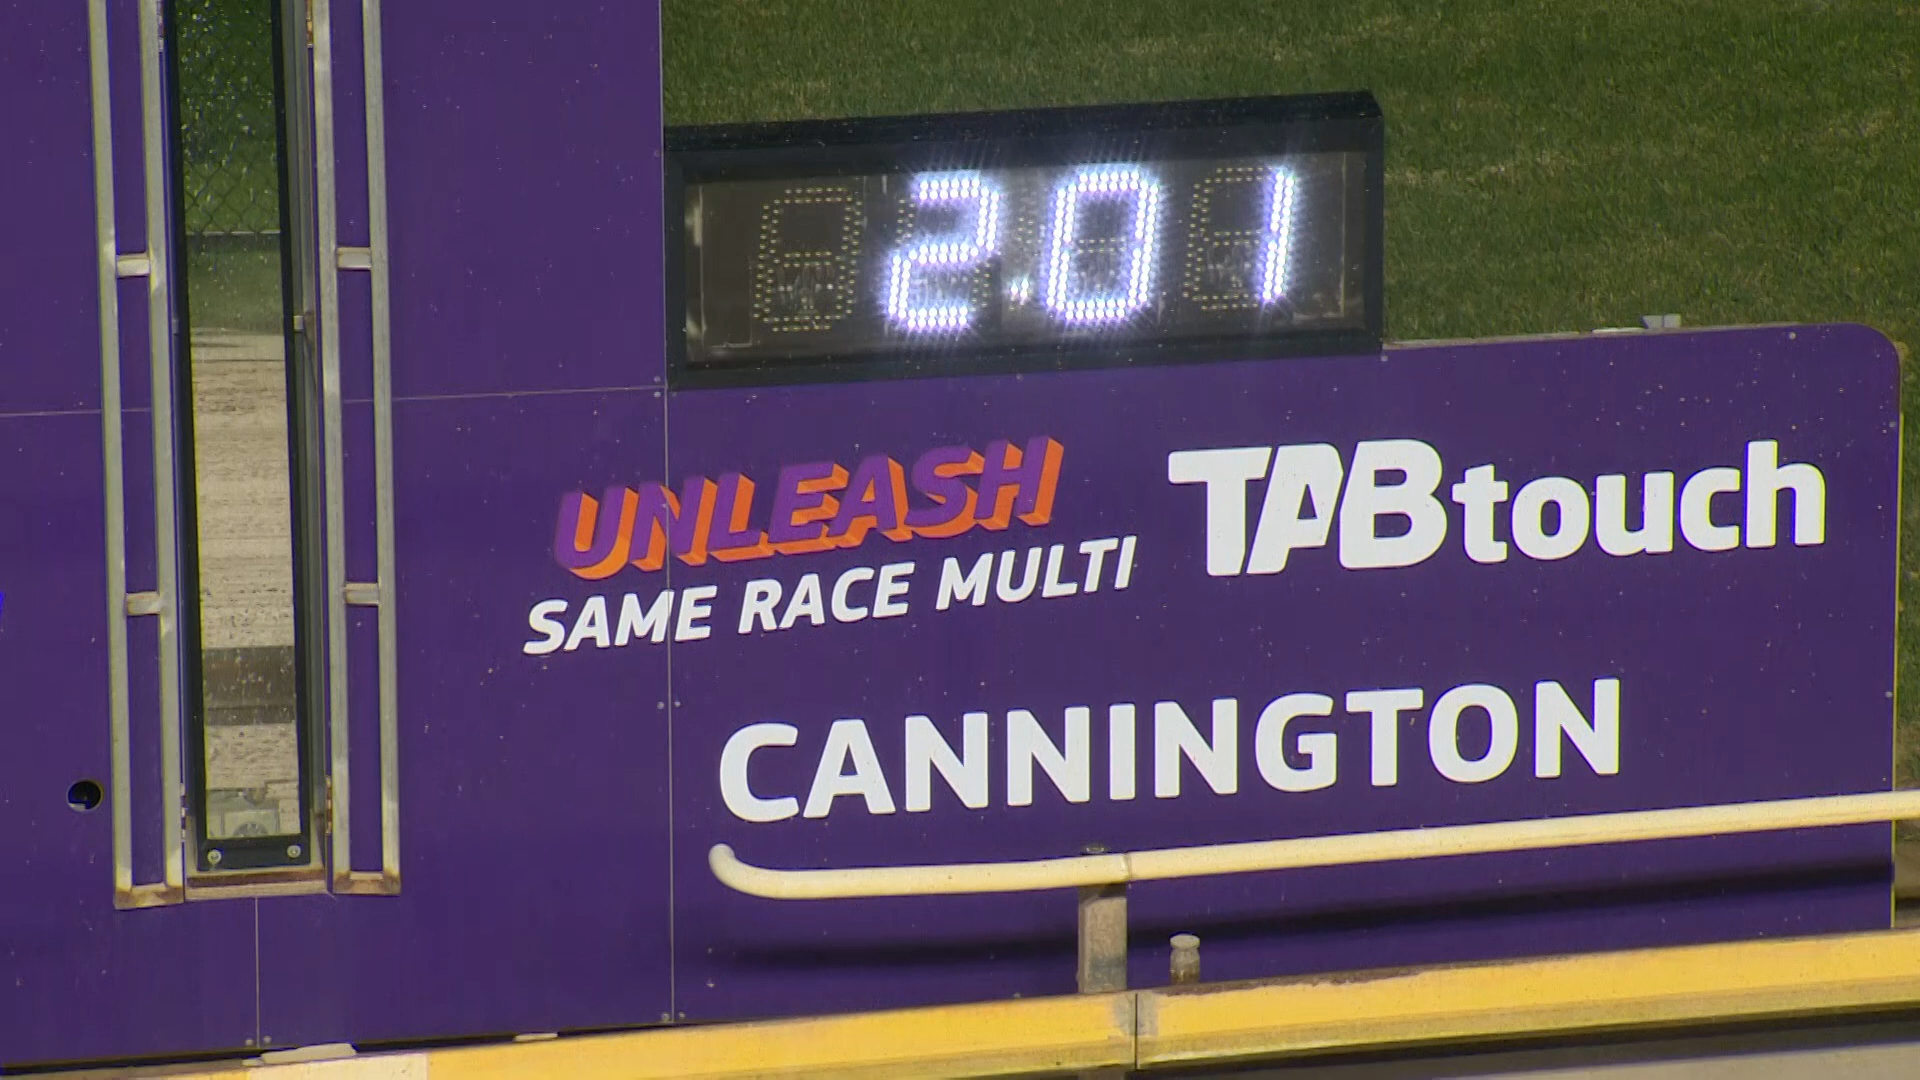 2.01
UNLEASH
SAME RACE MULTI
TABtouch
CANNINGTON